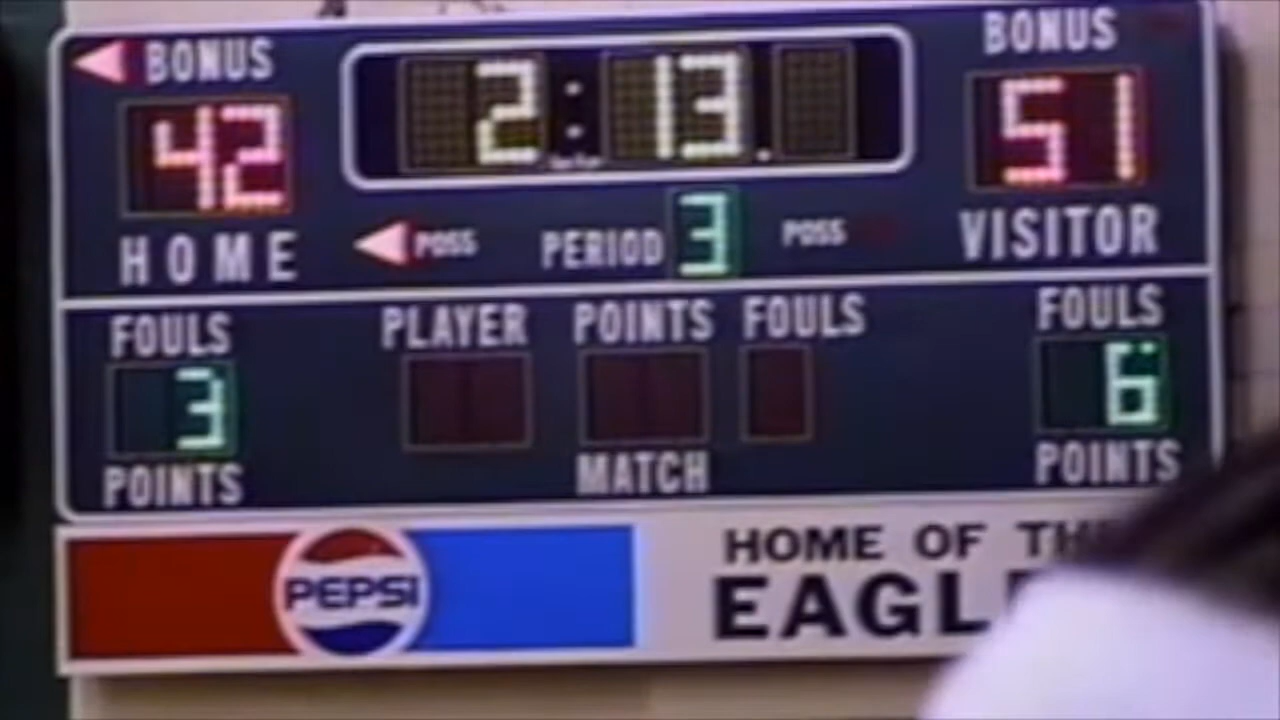 BONUS
2:13.
BONUS
42
51
HOME
POSS
PERIOD 3
POSS
VISITOR
FOULS
PLAYER
POINTS
FOULS
FOULS
3
6
POINTS
MATCH
POINTS
PEPSI
HOME OF
EAGL